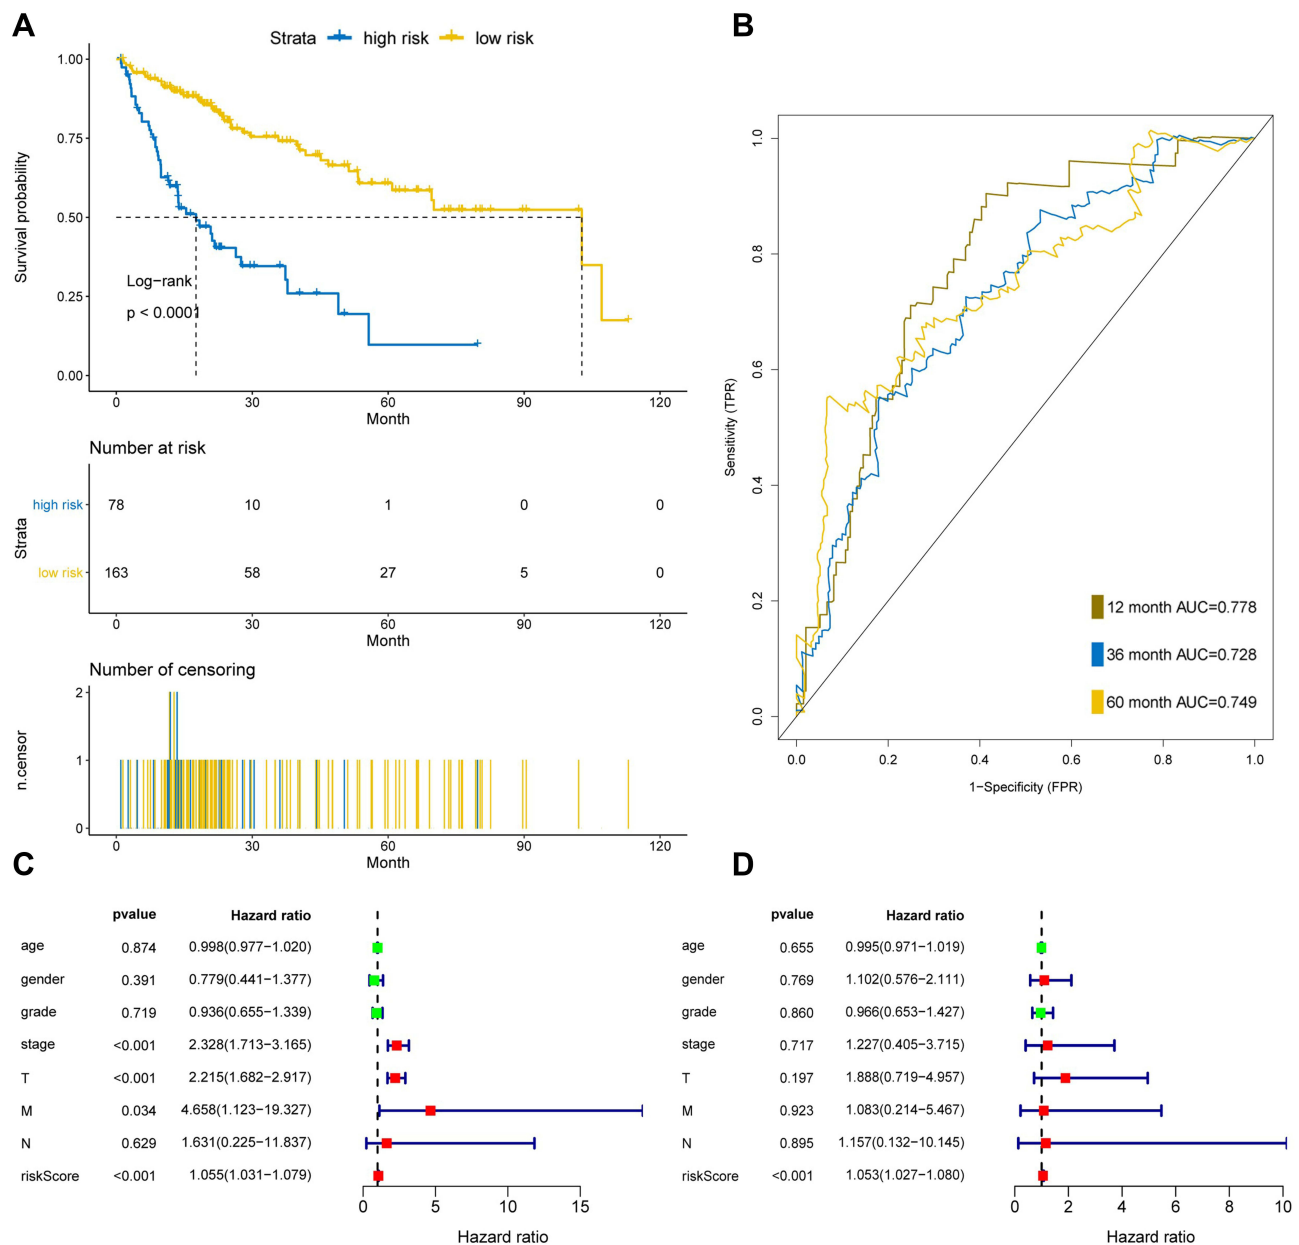 A
Strata high risk low risk
Survival probability
1.00
0.75
0.50
0.25
0.00
Log-rank
p < 0.0001
0 30 60 90 120
Month
Number at risk
Strata
high risk 78 10 1 0 0
low risk 163 58 27 5 0
0 30 60 90 120
Month
Number of censoring
n.censor
2
1
0
0 30 60 90 120
Month
B
Sensitivity (TPR)
1.0
0.8
0.6
0.4
0.2
0.0
12 month AUC=0.778
36 month AUC=0.728
60 month AUC=0.749
0.0 0.2 0.4 0.6 0.8 1.0
1-Specificity (FPR)
C
pvalue Hazard ratio
age 0.874 0.998(0.977-1.020)
gender 0.391 0.779(0.441-1.377)
grade 0.719 0.936(0.655-1.339)
stage <0.001 2.328(1.713-3.165)
T <0.001 2.215(1.682-2.917)
M 0.034 4.658(1.123-19.327)
N 0.629 1.631(0.225-11.837)
riskScore <0.001 1.055(1.031-1.079)
0 5 10 15
Hazard ratio
D
pvalue Hazard ratio
age 0.655 0.995(0.971-1.019)
gender 0.769 1.102(0.576-2.111)
grade 0.860 0.966(0.653-1.427)
stage 0.717 1.227(0.405-3.715)
T 0.197 1.888(0.719-4.957)
M 0.923 1.083(0.214-5.467)
N 0.895 1.157(0.132-10.145)
riskScore <0.001 1.053(1.027-1.080)
0 2 4 6 8 10
Hazard ratio